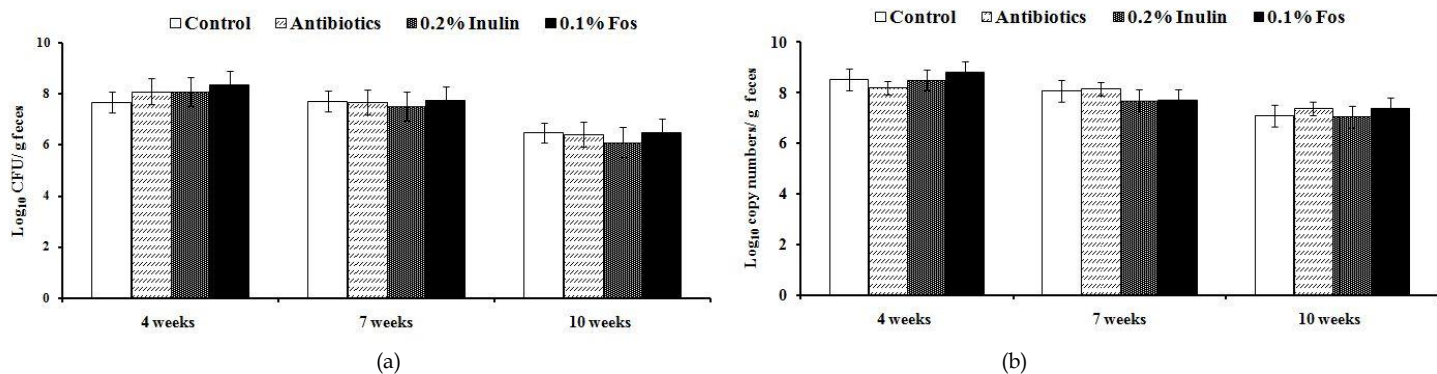 Control Antibiotics 0.2% Inulin 0.1% Fos
10
8
6
4
2
0
Log₁₀ CFU/ g feces
4 weeks 7 weeks 10 weeks
(a)
Control Antibiotics 0.2% Inulin 0.1% Fos
10
8
6
4
2
0
Log₁₀ copy numbers/ g feces
4 weeks 7 weeks 10 weeks
(b)